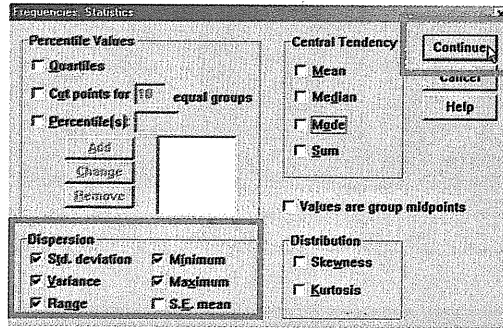 Frequencies: Statistics
Percentile Values
Quartiles
Cut points for 10 equal groups
Percentile(s):
Add
Change
Remove
Central Tendency
Mean
Median
Mode
Sum
Continue
Cancel
Help
Values are group midpoints
Dispersion
Std. deviation
Minimum
Variance
Maximum
Range
S.E. mean
Distribution
Skewness
Kurtosis